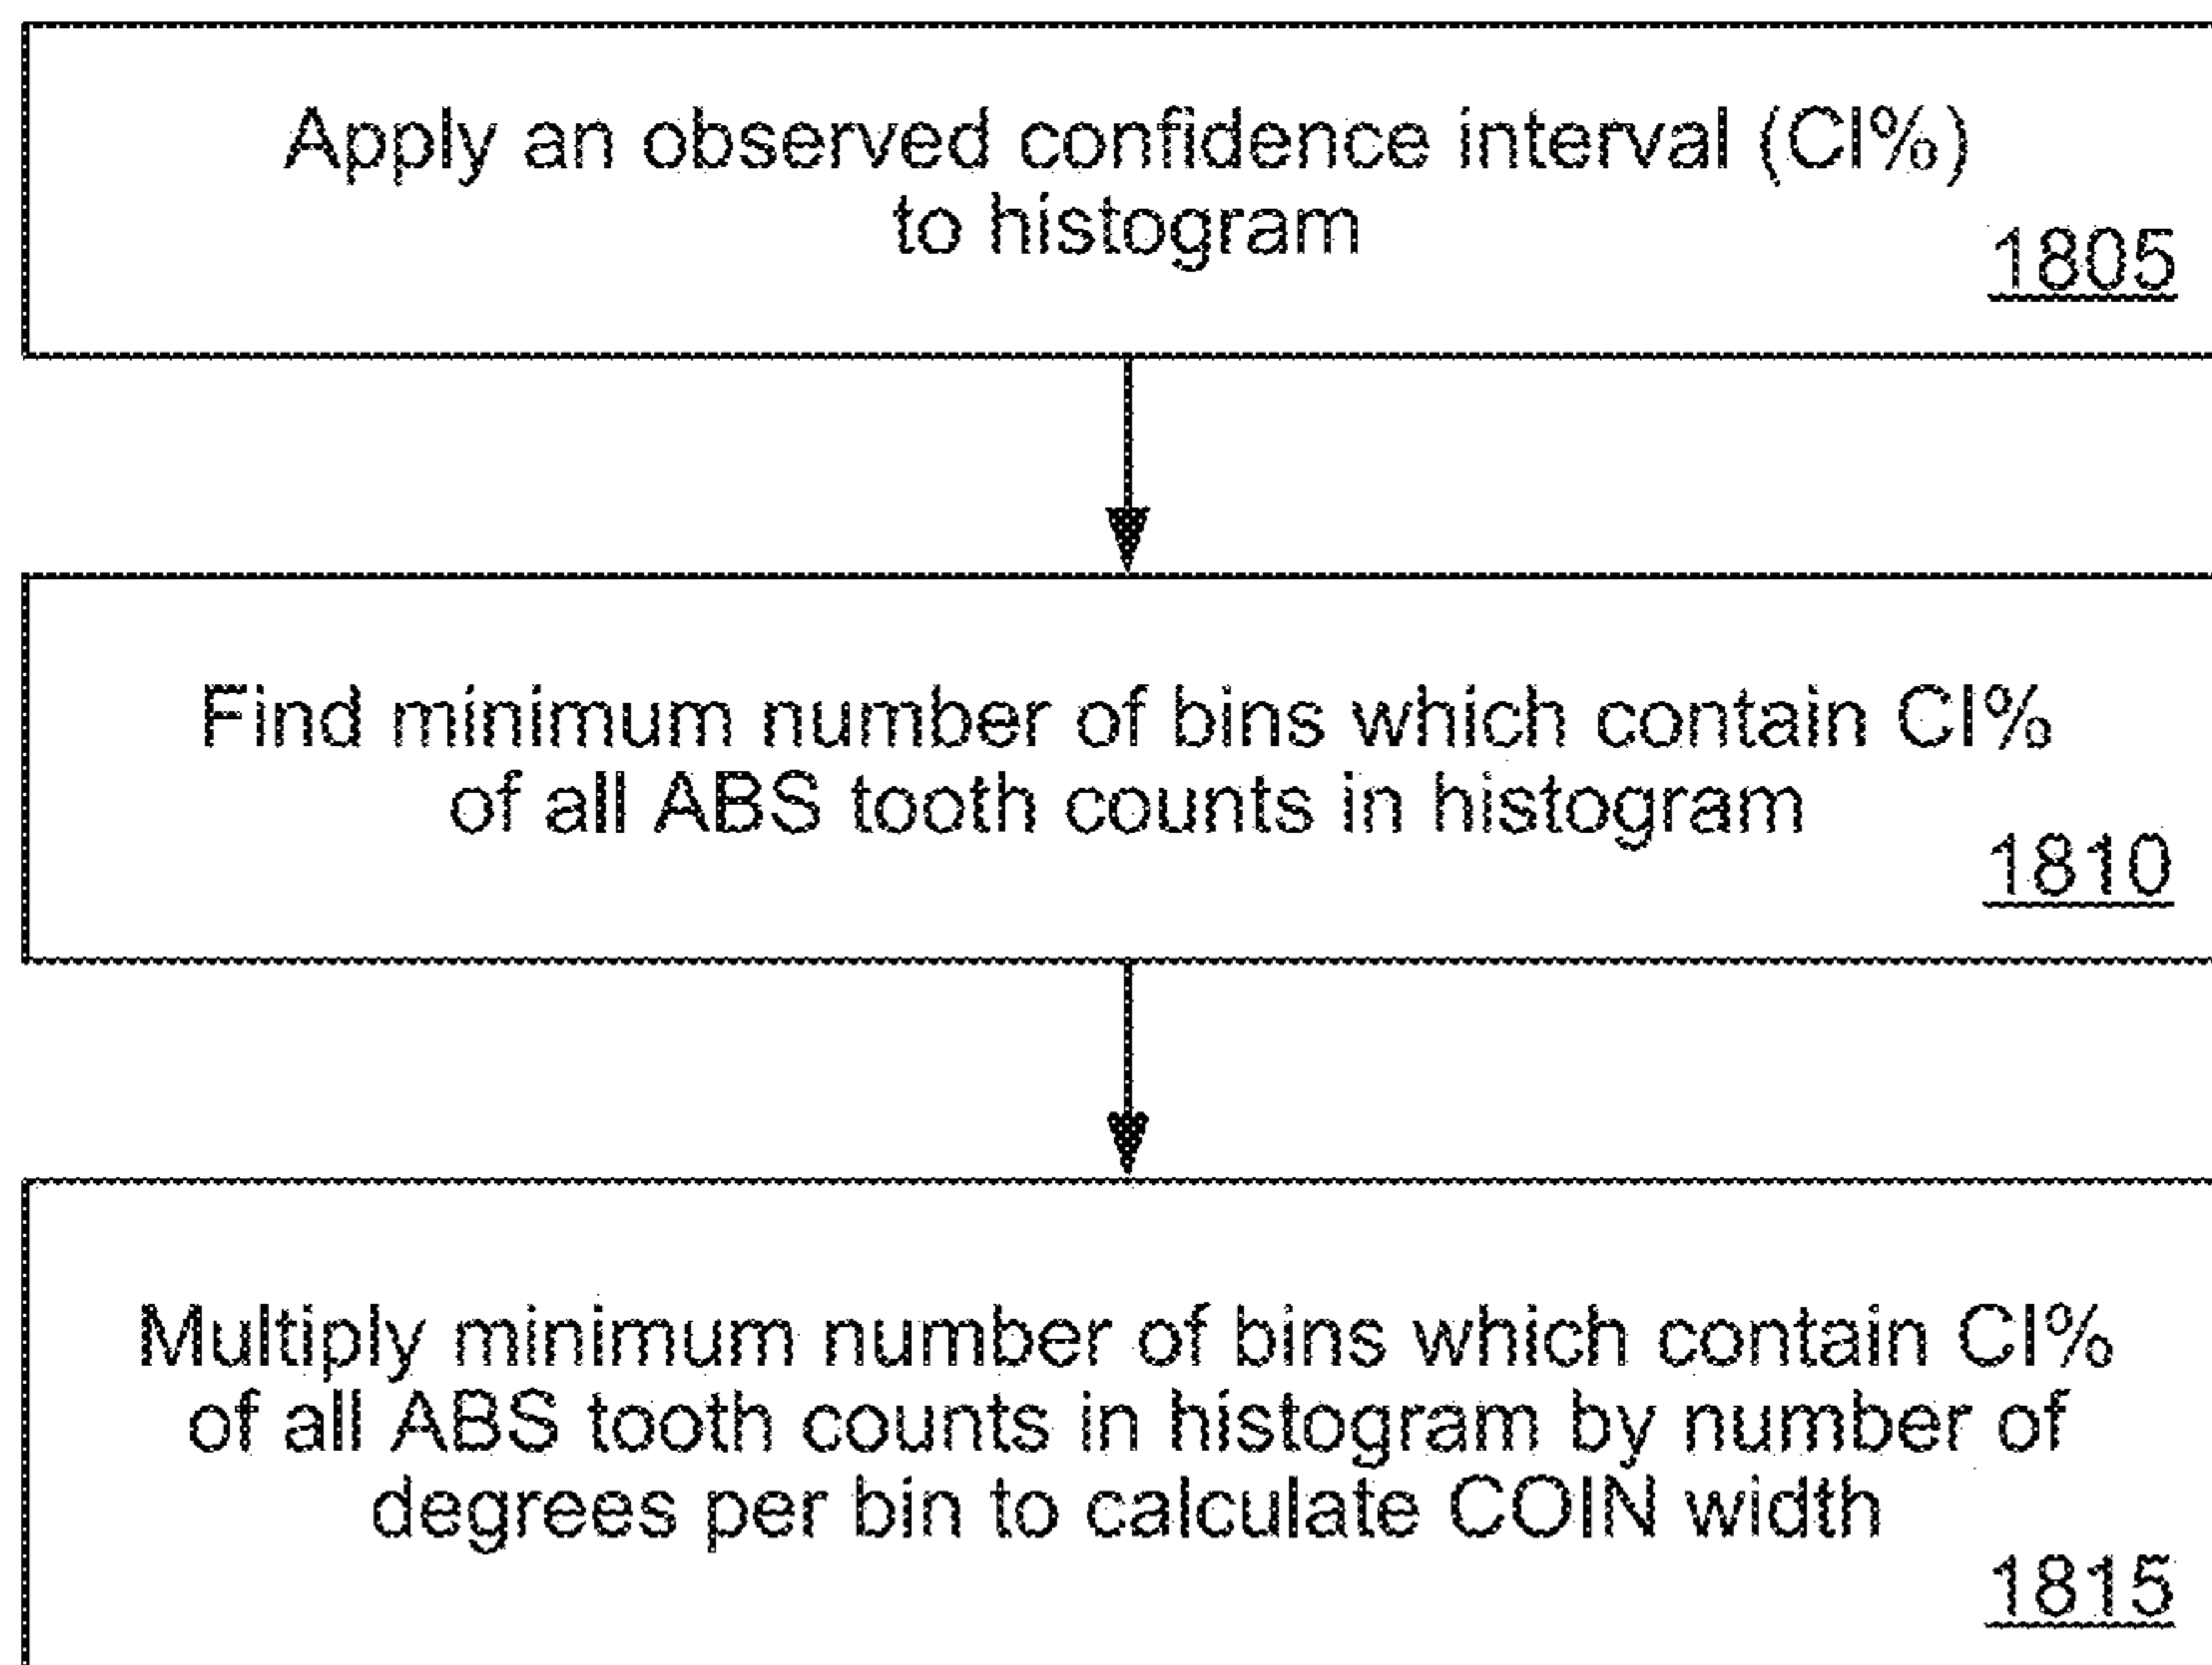 Apply an observed confidence interval (CI%)
to histogram
1805
Find minimum number of bins which contain CI%
of all ABS tooth counts in histogram
1810
Multiply minimum number of bins which contain CI%
of all ABS tooth counts in histogram by number of
degrees per bin to calculate COIN width
1815